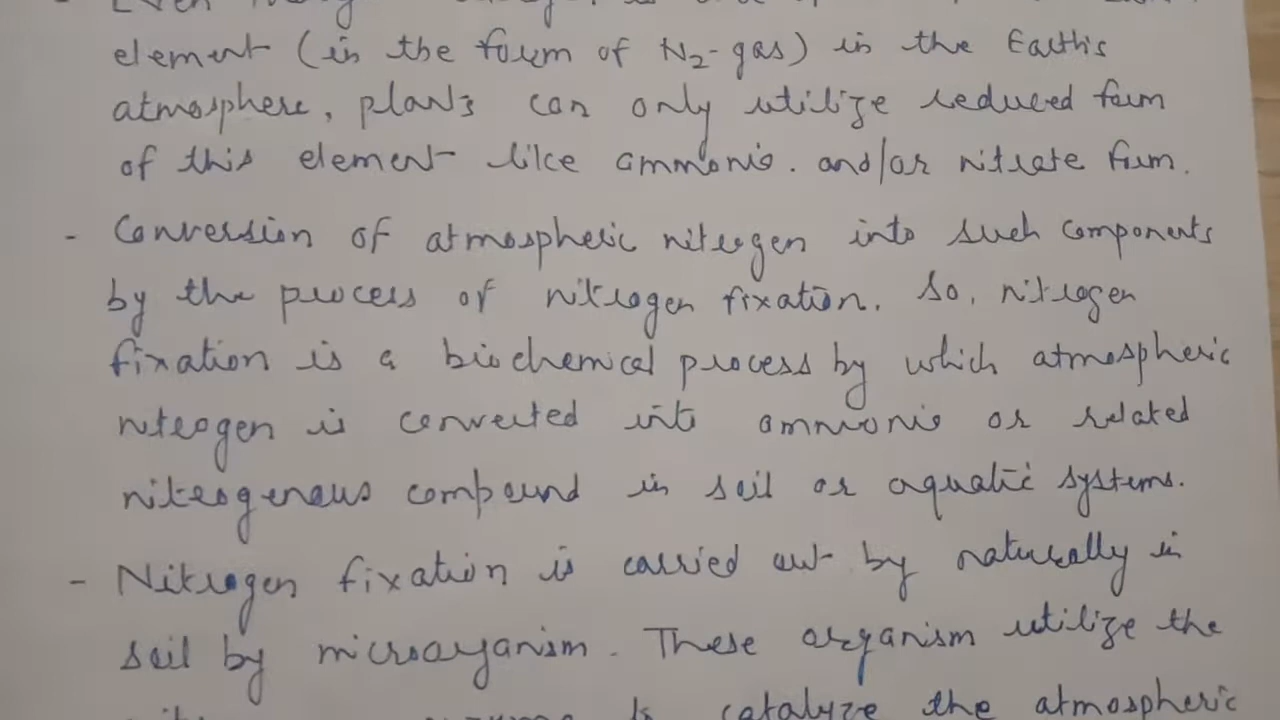 element (in the form of N2-gas) in the Earth's
atmosphere, plants can only utilize reduced form
of this element like ammonia. and/or nitrate form.
- Conversion of atmospheric nitrogen into such components
by the process of nitrogen fixation. So, nitrogen
fixation is a biochemical process by which atmospheric
nitrogen is converted into ammonia or related
nitrogenous compound in soil or aquatic systems.
- Nitrogen fixation is carried out by naturally in
soil by microorganism. These organism utilize the
catalyze the atmospheric